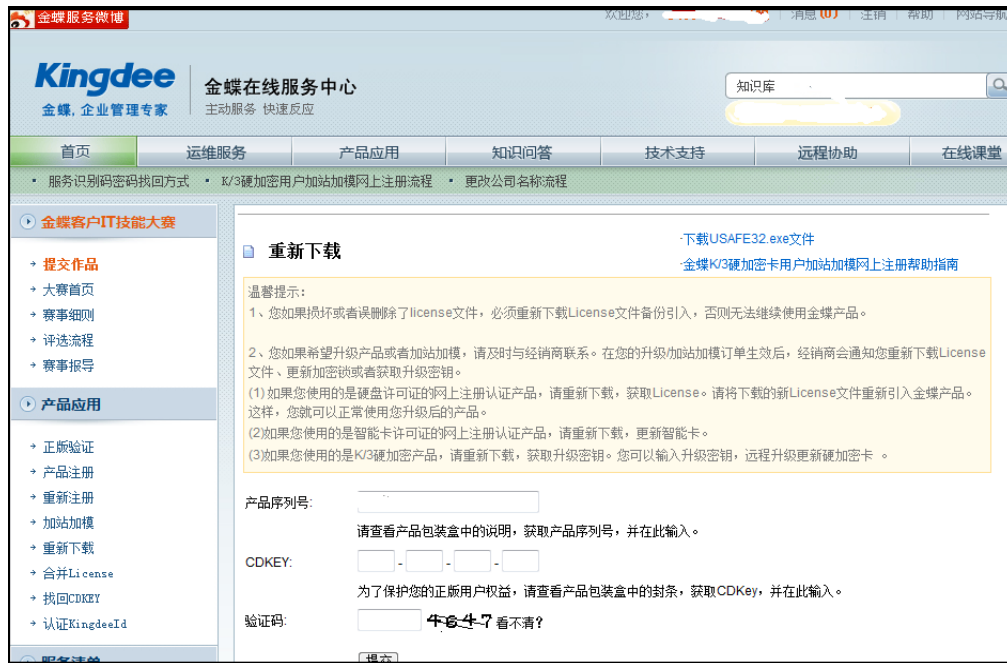 金蝶服务微博
欢迎您， 消息(0) 注销 帮助 网站导航
Kingdee
金蝶，企业管理专家
金蝶在线服务中心
主动服务 快速反应
知识库
首页 运维服务 产品应用 知识问答 技术支持 远程协助 在线课堂
· 服务识别码密码找回方式 · K/3硬加密用户加站加模网上注册流程 · 更改公司名称流程
金蝶客户IT技能大赛
提交作品
大赛首页
赛事细则
评选流程
赛事报导
产品应用
正版验证
产品注册
重新注册
加站加模
重新下载
合并License
找回CDKEY
认证KingdeeId
服务清单
重新下载
·下载USAFE32.exe文件
·金蝶K/3硬加密卡用户加站加模网上注册帮助指南
温馨提示：
1、您如果损坏或者误删除了license文件，必须重新下载License文件备份引入，否则无法继续使用金蝶产品。
2、您如果希望升级产品或者加站加模，请及时与经销商联系。在您的升级/加站加模订单生效后，经销商会通知您重新下载License
文件、更新加密锁或者获取升级密钥。
(1)如果您使用的是硬盘许可证的网上注册认证产品，请重新下载，获取License。请将下载的新License文件重新引入金蝶产品。
这样，您就可以正常使用您升级后的产品。
(2)如果您使用的是智能卡许可证的网上注册认证产品，请重新下载，更新智能卡。
(3)如果您使用的是K/3硬加密产品，请重新下载，获取升级密钥。您可以输入升级密钥，远程升级更新硬加密卡 。
产品序列号:
请查看产品包装盒中的说明，获取产品序列号，并在此输入。
CDKEY:
- - -
为了保护您的正版用户权益，请查看产品包装盒中的封条，获取CDKey，并在此输入。
验证码: 4647 看不清?
提交